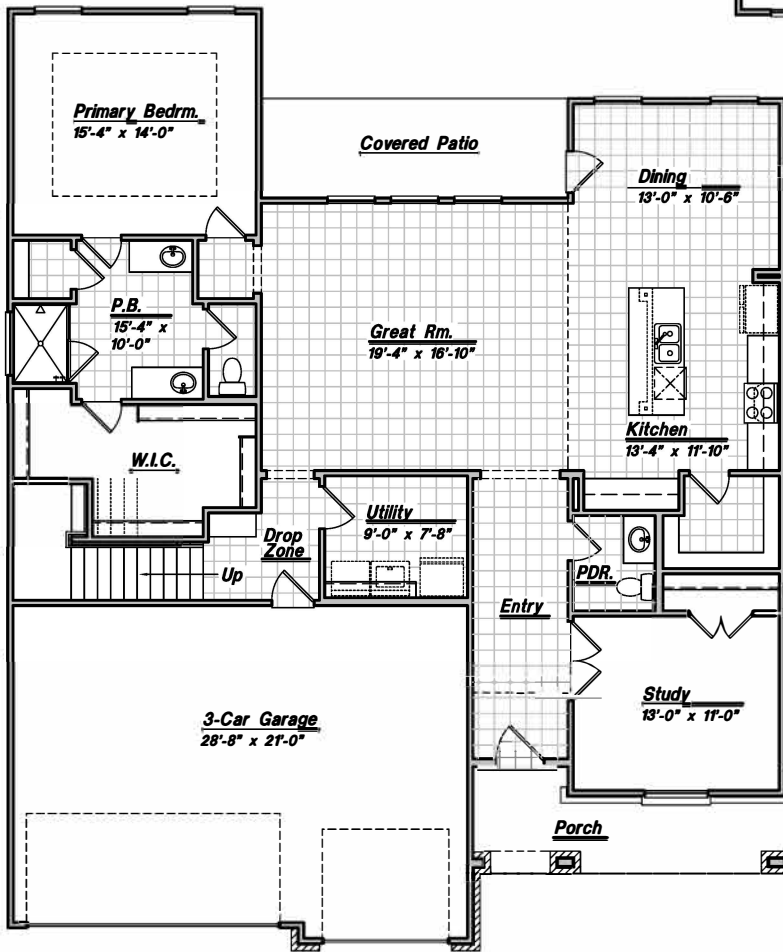 Primary Bedrm.
15'-4" x 14'-0"
Covered Patio
Dining
13'-0" x 10'-6"
P.B.
15'-4" x
10'-0"
Great Rm.
19'-4" x 16'-10"
Kitchen
13'-4" x 11'-10"
W.I.C.
Utility
9'-0" x 7'-8"
Drop
Zone
Up
PDR.
Entry
Study
13'-0" x 11'-0"
3-Car Garage
28'-8" x 21'-0"
Porch